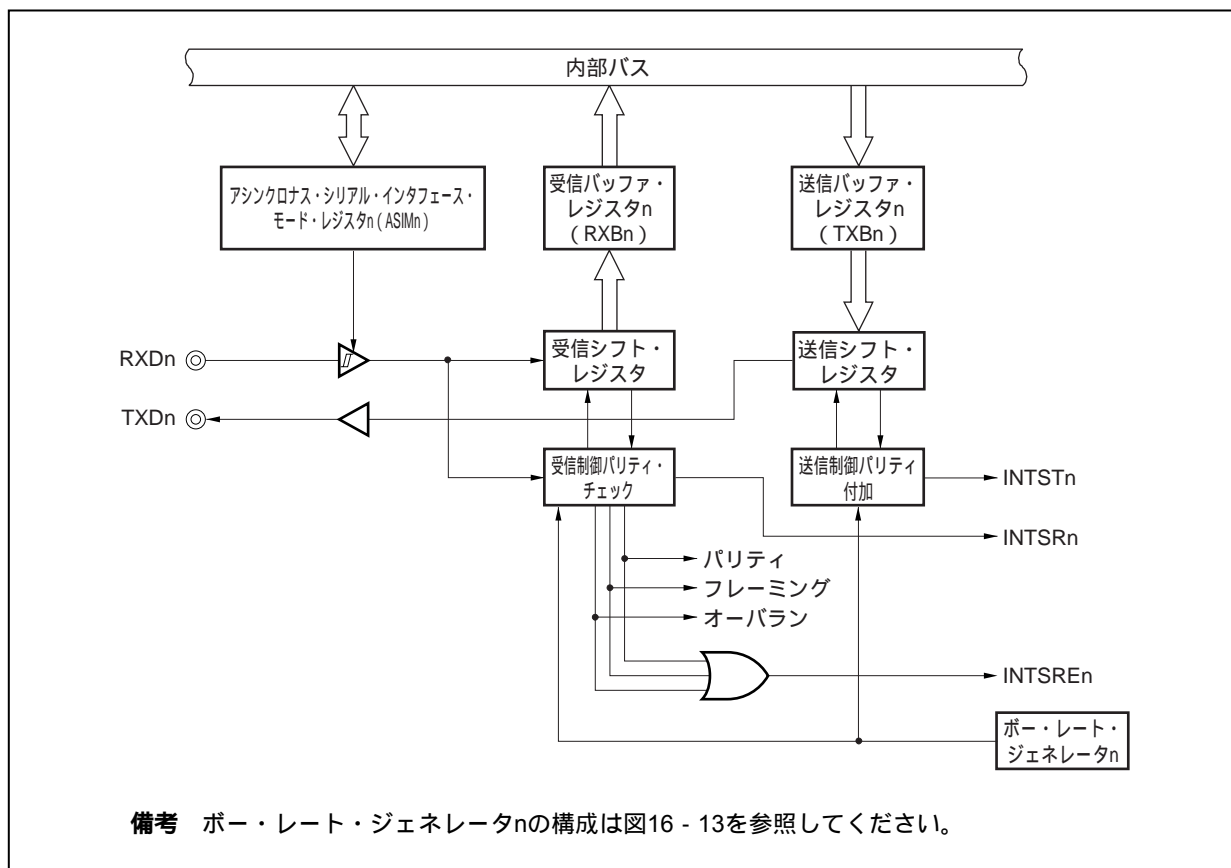 内部バス
アシンクロナス・シリアル・インタフェース・
モード・レジスタn（ASIMn）
受信バッファ・
レジスタn
（RXBn）
送信バッファ・
レジスタn
（TXBn）
RXDn
受信シフト・
レジスタ
送信シフト・
レジスタ
TXDn
受信制御パリティ・
チェック
送信制御パリティ
付加
INTSTn
INTSRn
パリティ
フレーミング
オーバラン
INTSREn
ボー・レート・
ジェネレータn
備考　ボー・レート・ジェネレータnの構成は図16 - 13を参照してください。